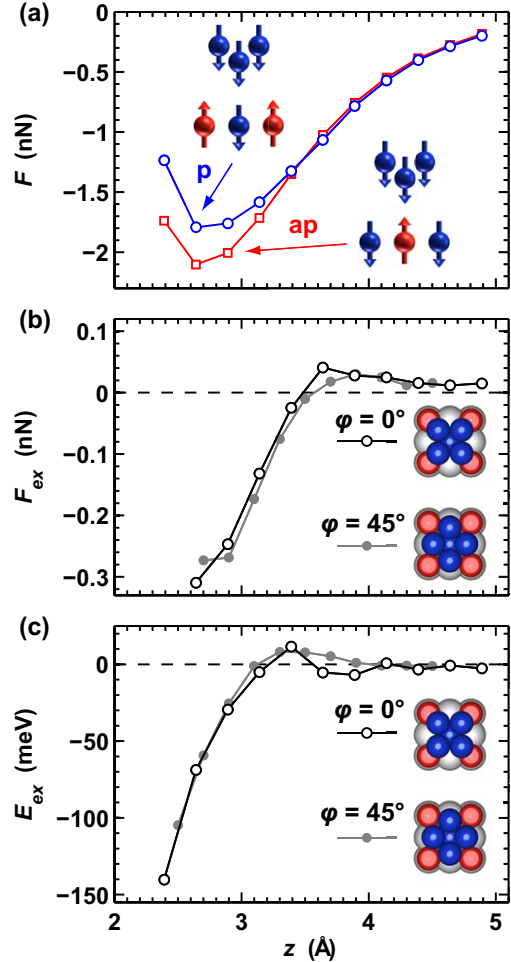 (a)
0
−0.5
−1
−1.5
−2
F (nN)
p
ap
(b)
0.1
0
−0.1
−0.2
−0.3
F_ex (nN)
φ = 0°
φ = 45°
(c)
0
−50
−100
−150
E_ex (meV)
φ = 0°
φ = 45°
2 3 4 5
z (Å)